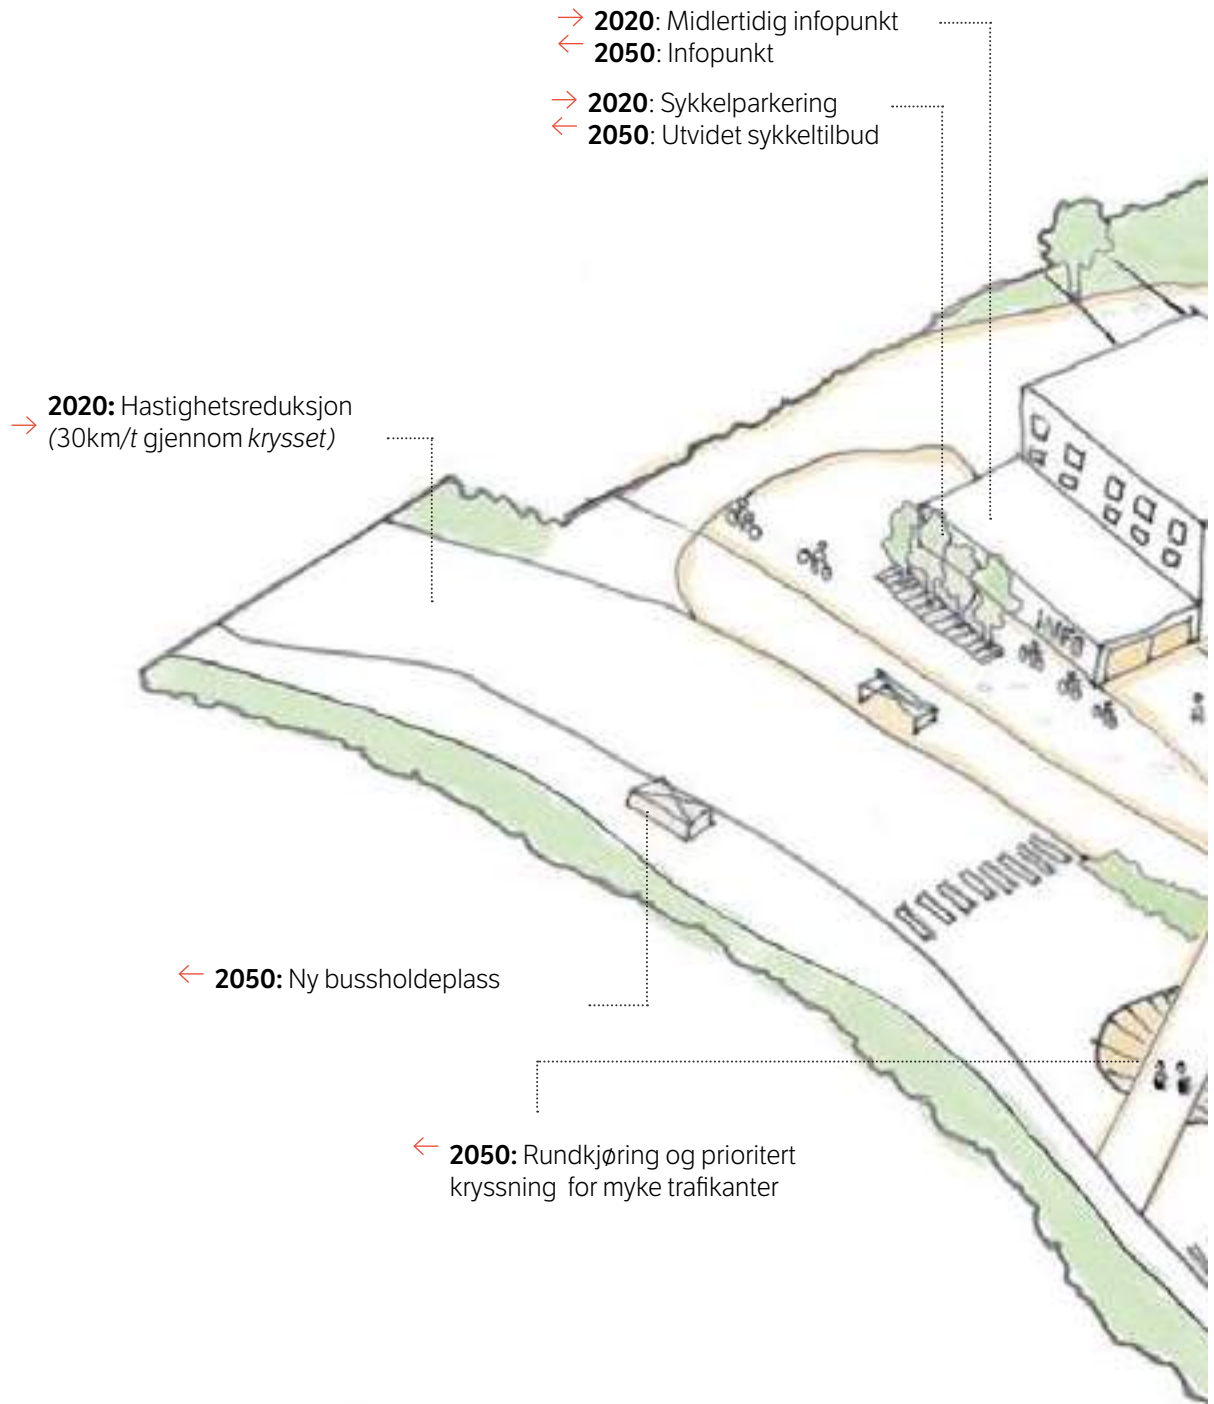 → 2020: Midlertidig infopunkt
← 2050: Infopunkt
→ 2020: Sykkelparkering
← 2050: Utvidet sykkeltilbud
→ 2020: Hastighetsreduksjon
(30km/t gjennom krysset)
INFO
← 2050: Ny bussholdeplass
← 2050: Rundkjøring og prioritert
kryssning for myke trafikanter